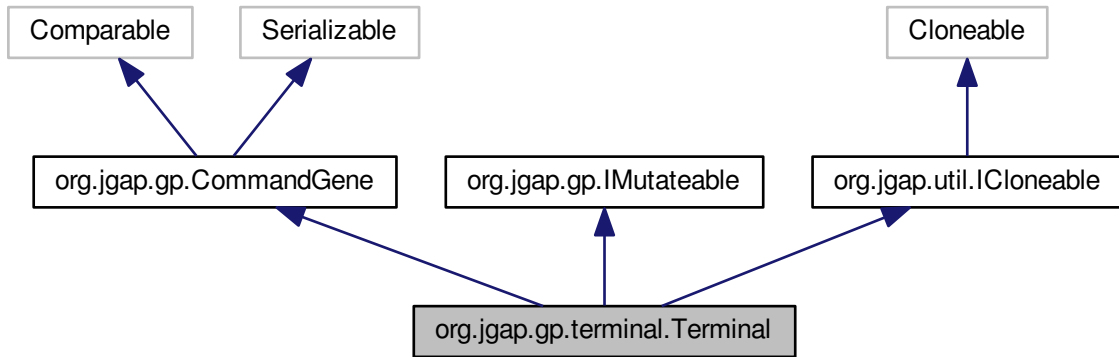 Comparable
Serializable
Cloneable
org.jgap.gp.CommandGene
org.jgap.gp.IMutateable
org.jgap.util.ICloneable
org.jgap.gp.terminal.Terminal